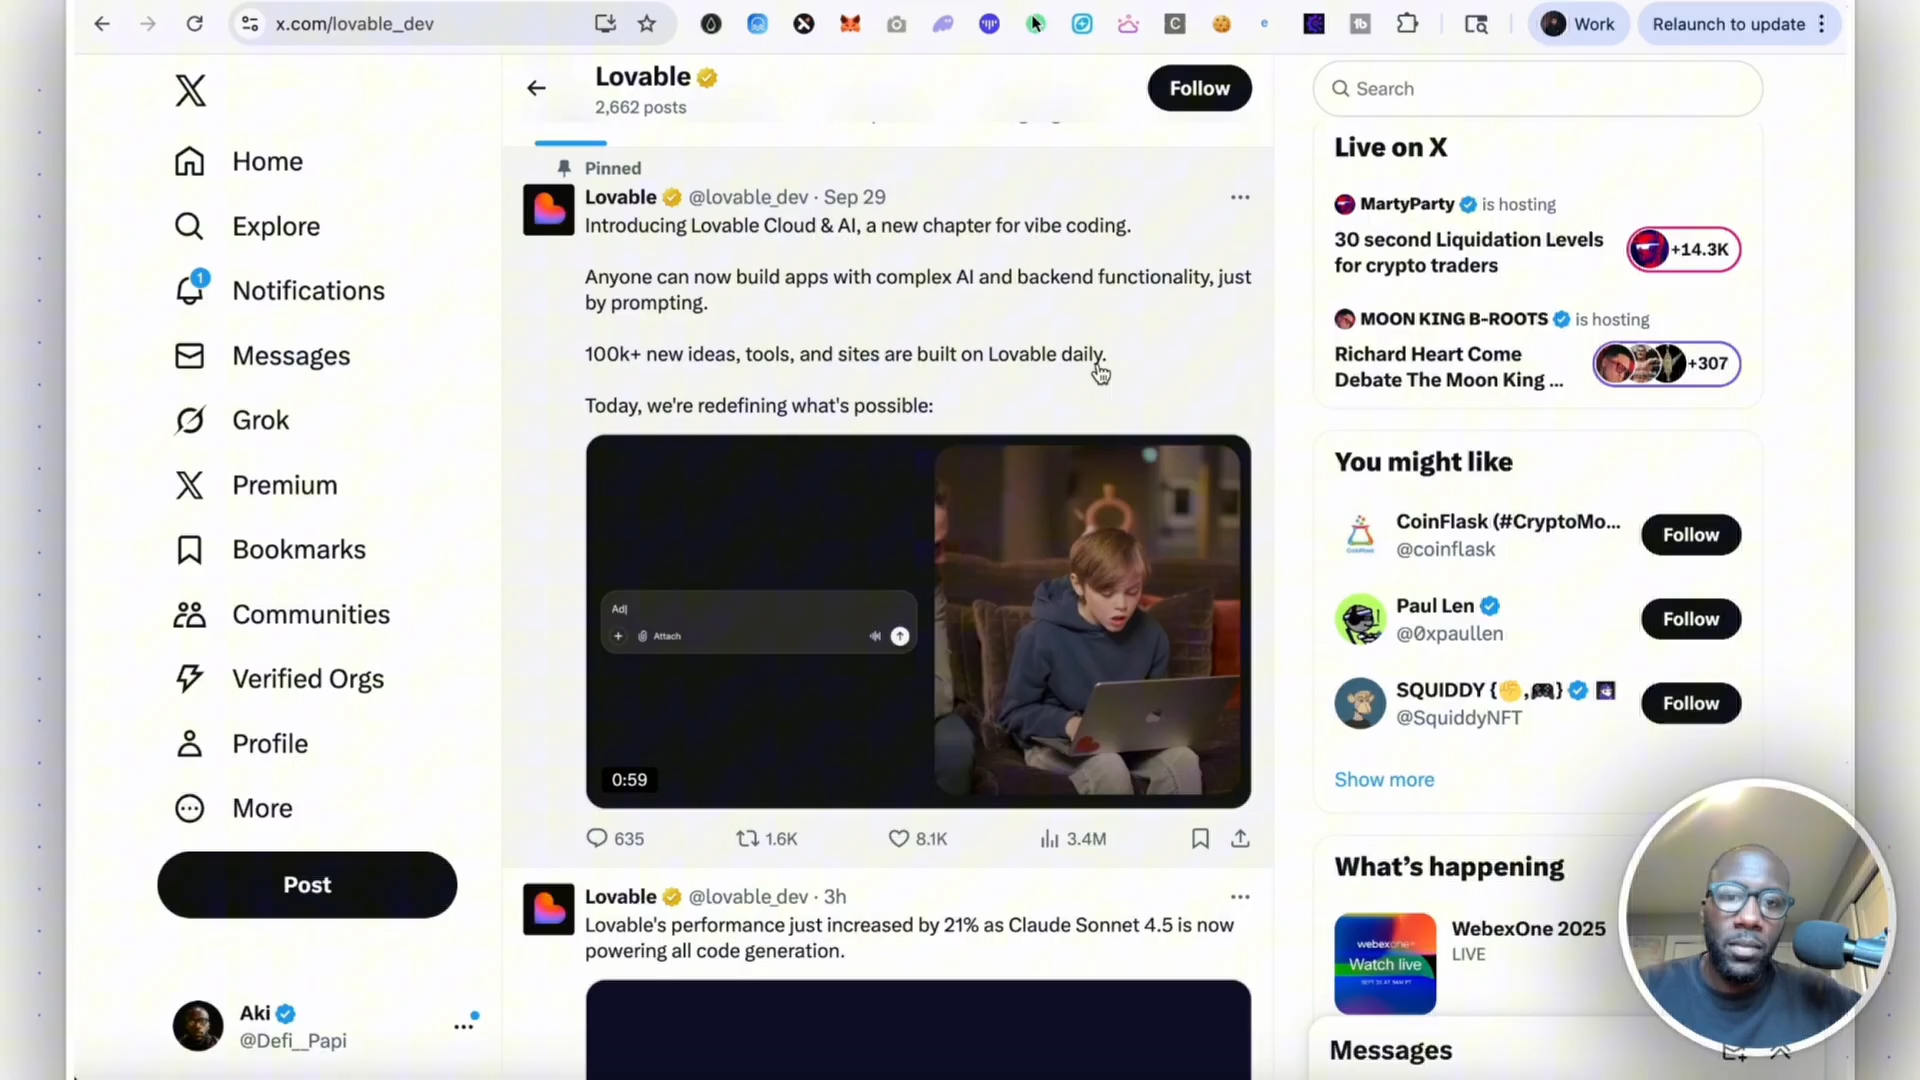 x.com/lovable_dev
Work
Relaunch to update
Lovable
2,662 posts
Follow
Home
Explore
1
Notifications
Messages
Grok
Premium
Bookmarks
Communities
Verified Orgs
Profile
More
Post
Aki
@Defi__Papi
Pinned
Lovable @lovable_dev · Sep 29
Introducing Lovable Cloud & AI, a new chapter for vibe coding.
Anyone can now build apps with complex AI and backend functionality, just
by prompting.
100k+ new ideas, tools, and sites are built on Lovable daily.
Today, we're redefining what's possible:
Ad
Attach
0:59
635
1.6K
8.1K
3.4M
Lovable @lovable_dev · 3h
Lovable's performance just increased by 21% as Claude Sonnet 4.5 is now
powering all code generation.
Search
Live on X
MartyParty is hosting
30 second Liquidation Levels
for crypto traders
+14.3K
MOON KING B-ROOTS is hosting
Richard Heart Come
Debate The Moon King ...
+307
You might like
CoinFlask (#CryptoMo...
@coinflask
Follow
Paul Len
@0xpaullen
Follow
SQUIDDY {✊,🎮}
@SquiddyNFT
Follow
Show more
What's happening
webexone
Watch live
WebexOne 2025
LIVE
Messages